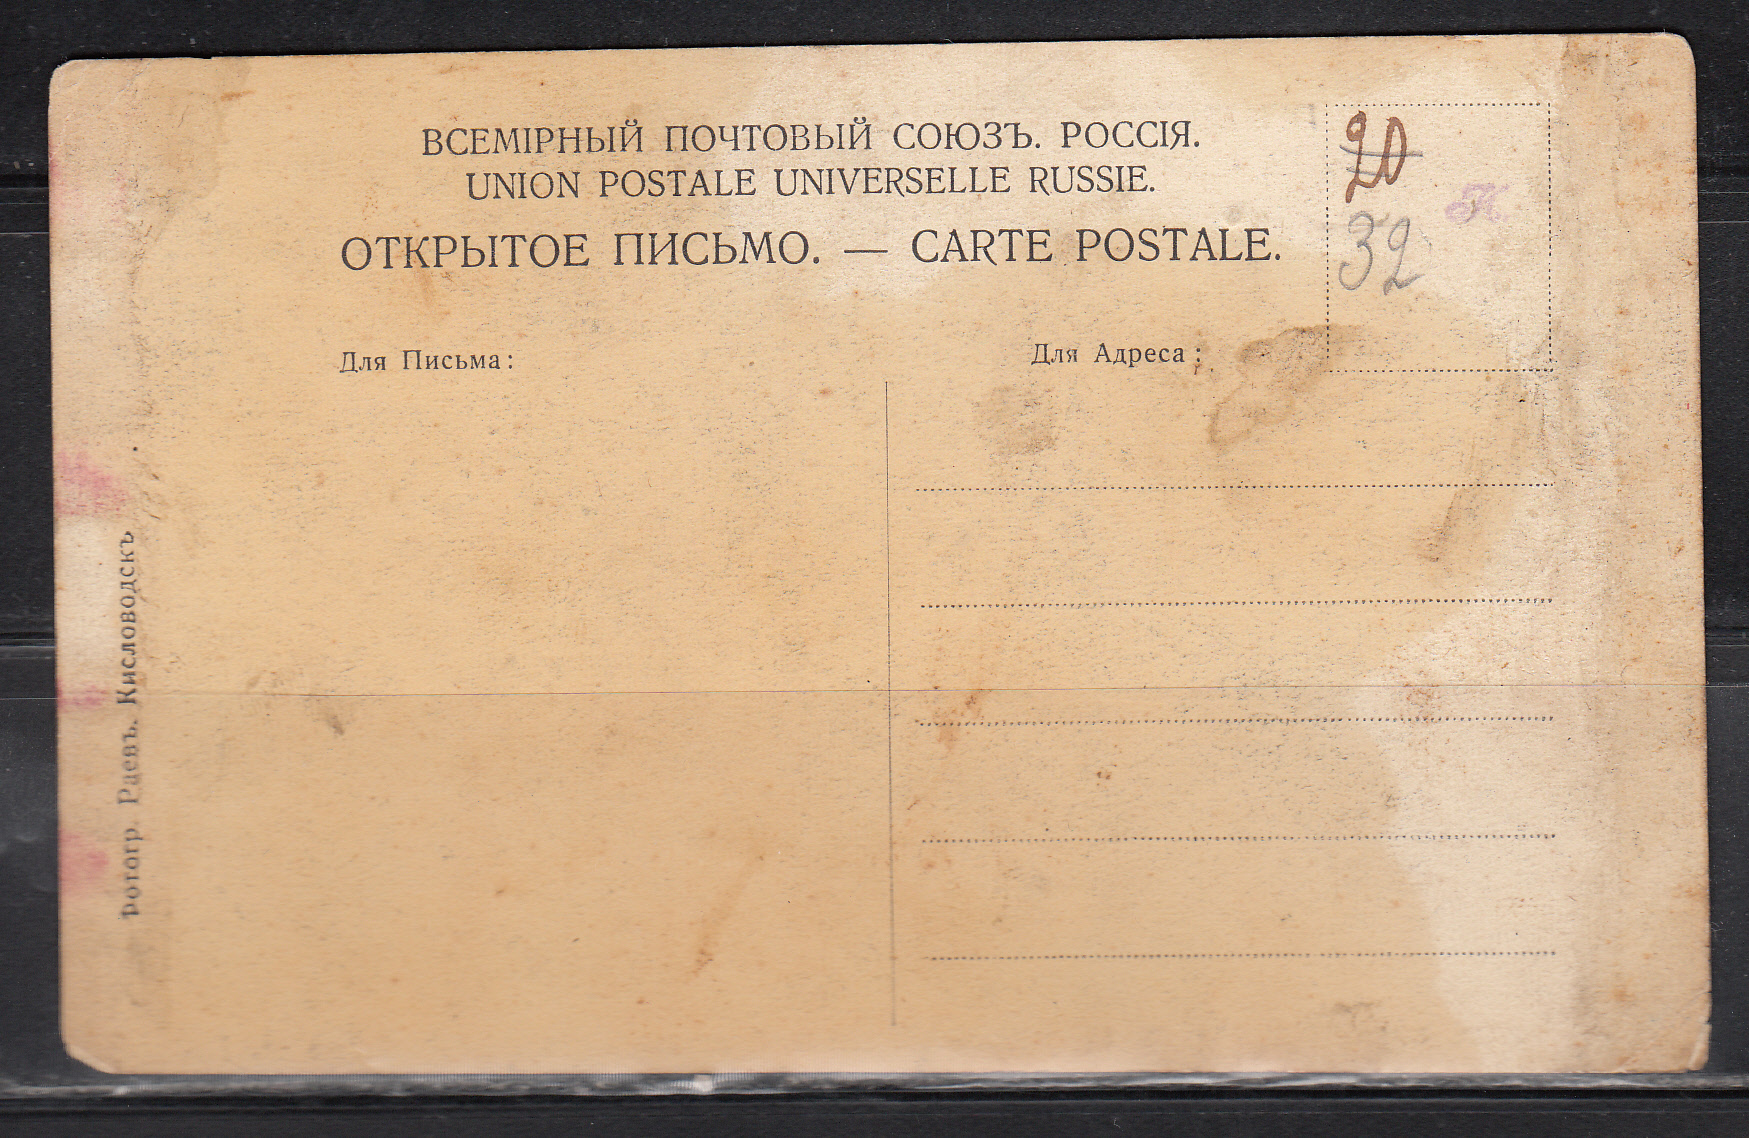 ВСЕМІРНЫЙ ПОЧТОВЫЙ СОЮЗЪ. РОССІЯ.
UNION POSTALE UNIVERSELLE RUSSIE.
ОТКРЫТОЕ ПИСЬМО. — CARTE POSTALE.
20
К
32
Для Письма:
Для Адреса:
Фотогр. Раевъ. Кисловодскъ